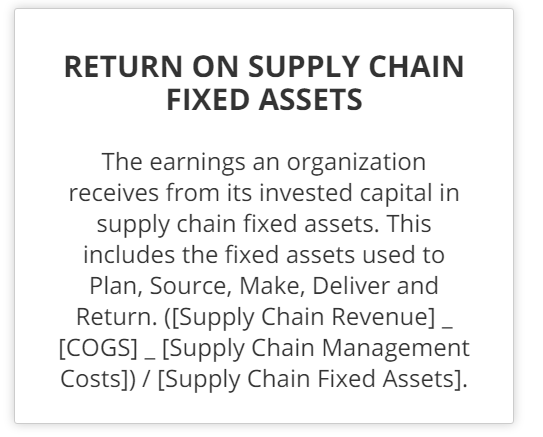 RETURN ON SUPPLY CHAIN
FIXED ASSETS
The earnings an organization
receives from its invested capital in
supply chain fixed assets. This
includes the fixed assets used to
Plan, Source, Make, Deliver and
Return. ([Supply Chain Revenue] _
[COGS] _ [Supply Chain Management
Costs]) / [Supply Chain Fixed Assets].